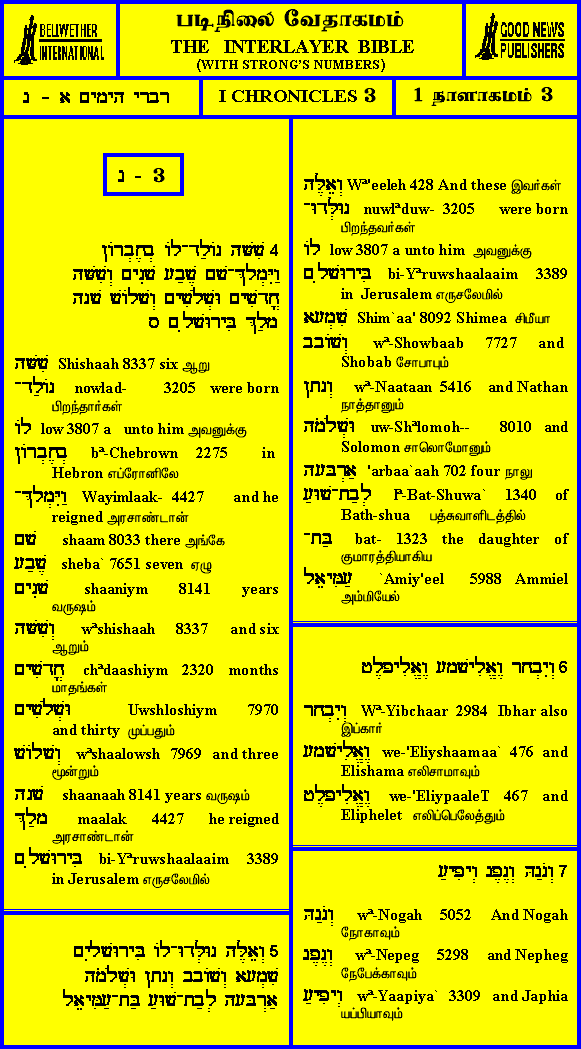 BELLWETHER
INTERNATIONAL
படிநிலை வேதாகமம்
THE INTERLAYER BIBLE
(WITH STRONG'S NUMBERS)
GOOD NEWS
PUBLISHERS
רברי הימים א - נ
I CHRONICLES 3
1 நாளாகமம் 3
נ - 3
4 שִׁשָּׁה נוֹלַד־לוֹ בְחֶבְרוֹן
וַיִּמְלָךְ־שָׁם שֶׁבַע שָׁנִים וְשִׁשָּׁה
חֳדָשִׁים וּשְׁלֹשִׁים וְשָׁלוֹשׁ שָׁנָה
מָלַךְ בִּירוּשָׁלָ‍ִם ס
שִׁשָּׁה Shishaah 8337 six ஆறு
נוֹלַד־ nowlad- 3205 were born
பிறந்தார்கள்
לוֹ low 3807 a unto him அவனுக்கு
בְחֶבְרוֹן bª-Chebrown 2275 in
Hebron எப்ரோனிலே
וַיִּמְלָךְ־ Wayimlaak- 4427 and he
reigned அரசாண்டான்
שָׁם shaam 8033 there அங்கே
שֶׁבַע sheba` 7651 seven ஏழு
שָׁנִים shaaniym 8141 years
வருஷம்
וְשִׁשָּׁה wªshishaah 8337 and six
ஆறும்
חֳדָשִׁים chªdaashiym 2320 months
மாதங்கள்
וּשְׁלֹשִׁים Uwshloshiym 7970
and thirty முப்பதும்
וְשָׁלוֹשׁ wªshaalowsh 7969 and three
மூன்றும்
שָׁנָה shaanaah 8141 years வருஷம்
מָלַךְ maalak 4427 he reigned
அரசாண்டான்
בִּירוּשָׁלָ‍ִם bi-Yªruwshaalaaim 3389
in Jerusalem எருசலேமில்
5 וְאֵלֶּה נוּלְּדוּ־לוֹ בִּירוּשָׁלָיִם
שִׁמְעָא וְשׁוֹבָב וְנָתָן וּשְׁלֹמֹה
אַרְבָּעָה לְבַת־שׁוּעַ בַּת־עַמִּיאֵל
וְאֵלֶּה Wª'eeleh 428 And these இவர்கள்
נוּלְּדוּ־ nuwlªduw- 3205 were born
பிறந்தவர்கள்
לוֹ low 3807 a unto him அவனுக்கு
בִּירוּשָׁלָ‍ִם bi-Yªruwshaalaaim 3389
in Jerusalem எருசலேமில்
שִׁמְעָא Shim`aa' 8092 Shimea சிமீயா
וְשׁוֹבָב wª-Showbaab 7727 and
Shobab சோபாபும்
וְנָתָן wª-Naataan 5416 and Nathan
நாத்தானும்
וּשְׁלֹמֹה uw-Shªlomoh-- 8010 and
Solomon சாலொமோனும்
אַרְבָּעָה 'arbaa`aah 702 four நாலு
לְבַת־שׁוּעַ lª-Bat-Shuwa` 1340 of
Bath-shua பத்சுவாளிடத்தில்
בַּת־ bat- 1323 the daughter of
குமாரத்தியாகிய
עַמִּיאֵל `Amiy'eel 5988 Ammiel
அம்மியேல்
6 וְיִבְחָר וֶאֱלִישָׁמָע וֶאֱלִיפָלֶט
וְיִבְחָר Wª-Yibchaar 2984 Ibhar also
இப்கார்
וֶאֱלִישָׁמָע we-'Eliyshaamaa` 476 and
Elishama எலிசாமாவும்
וֶאֱלִיפָלֶט we-'EliypaaleT 467 and
Eliphelet எலிப்பெலேத்தும்
7 וְנֹגַהּ וְנֶפֶג וְיָפִיעַ
וְנֹגַהּ wª-Nogah 5052 And Nogah
நோகாவும்
וְנֶפֶג wª-Nepeg 5298 and Nepheg
நேபேக்காவும்
וְיָפִיעַ wª-Yaapiya` 3309 and Japhia
யப்பியாவும்